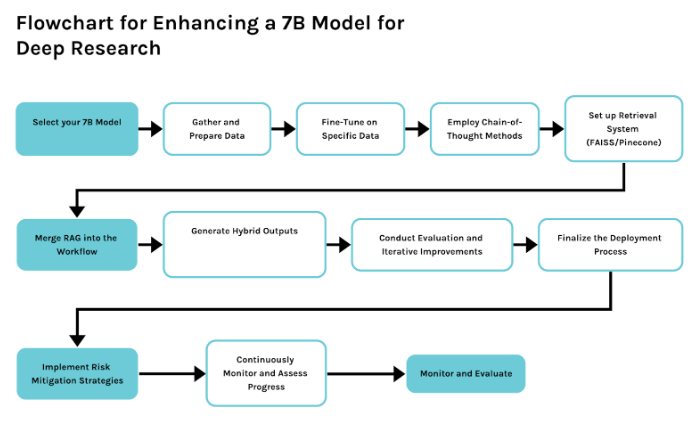 Flowchart for Enhancing a 7B Model for
Deep Research
Select your 7B Model
Gather and
Prepare Data
Fine-Tune on
Specific Data
Employ Chain-of-
Thought Methods
Set up Retrieval
System
(FAISS/Pinecone)
Merge RAG into the
Workflow
Generate Hybrid Outputs
Conduct Evaluation and
Iterative Improvements
Finalize the Deployment
Process
Implement Risk
Mitigation Strategies
Continuously
Monitor and Assess
Progress
Monitor and Evaluate